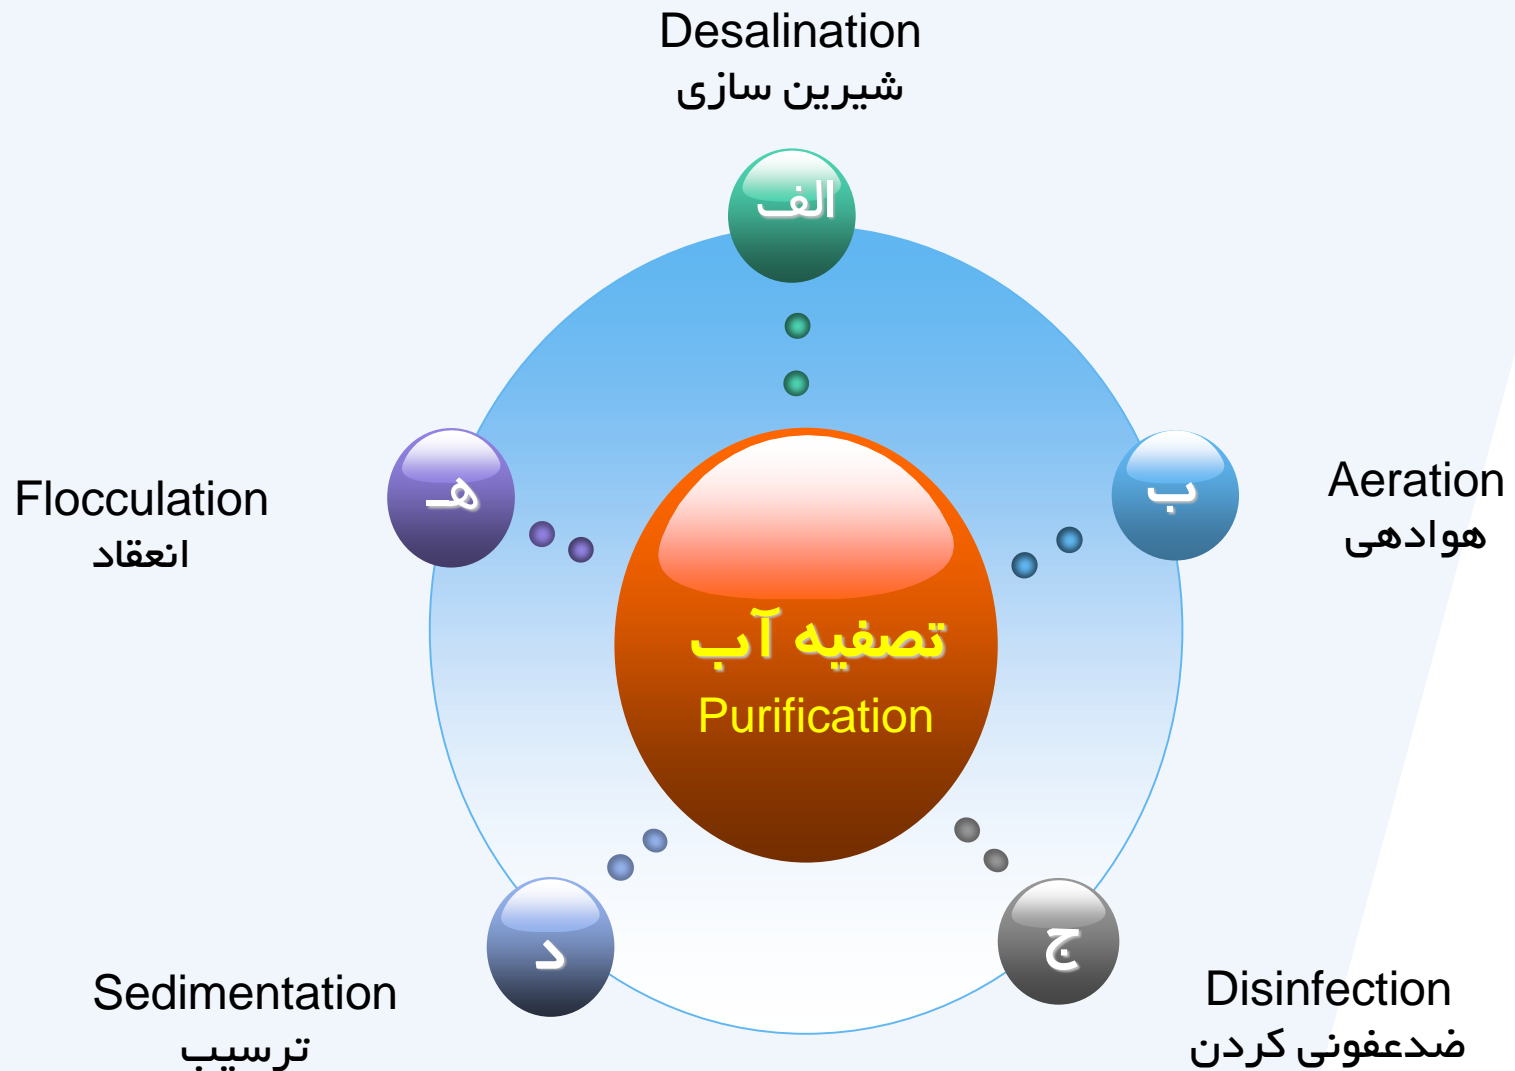 Desalination
شیرین سازی
الف
ب
Aeration
هوادهی
هـ
Flocculation
انعقاد
تصفیه آب
Purification
ج
Disinfection
ضدعفونی کردن
د
Sedimentation
ترسیب